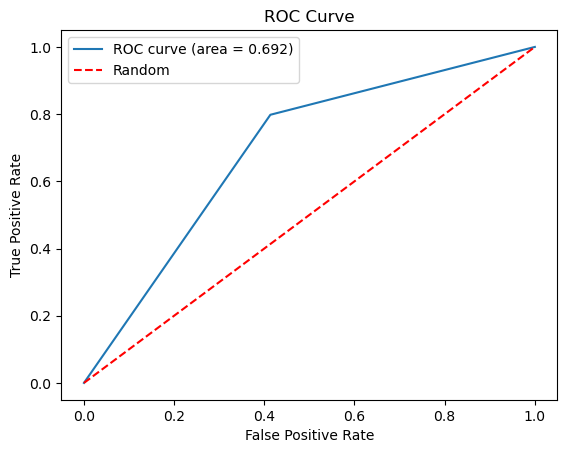 ROC Curve
ROC curve (area = 0.692)
Random
True Positive Rate
1.0
0.8
0.6
0.4
0.2
0.0
0.0 0.2 0.4 0.6 0.8 1.0
False Positive Rate